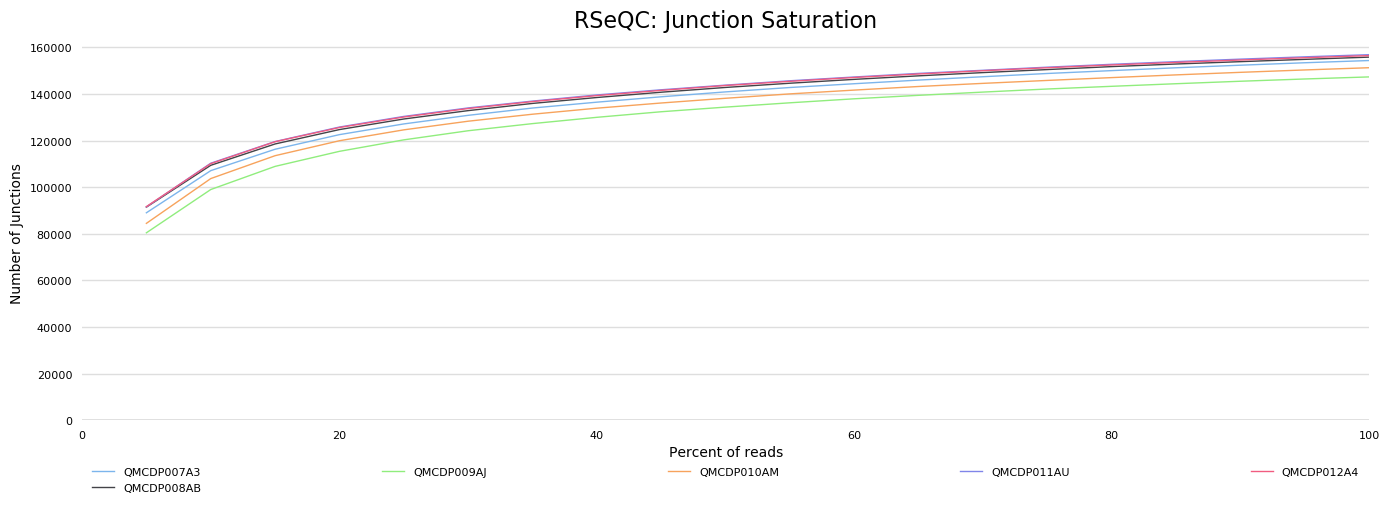 RSeQC: Junction Saturation
160000
140000
120000
100000
80000
60000
40000
20000
0
Number of Junctions
0 20 40 60 80 100
Percent of reads
QMCDP007A3 QMCDP009AJ QMCDP010AM QMCDP011AU QMCDP012A4
QMCDP008AB